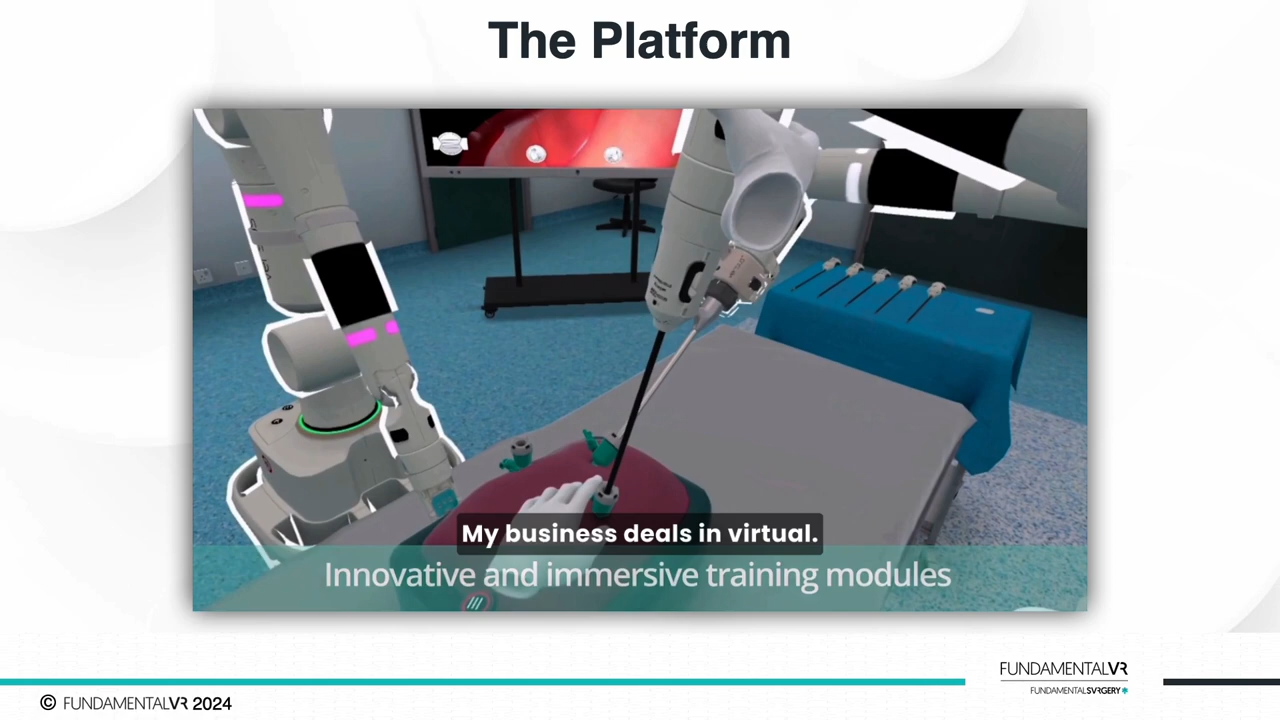 The Platform
My business deals in virtual.
Innovative and immersive training modules
FUNDAMENTALVR
FUNDAMENTALSURGERY
© FUNDAMENTALVR 2024